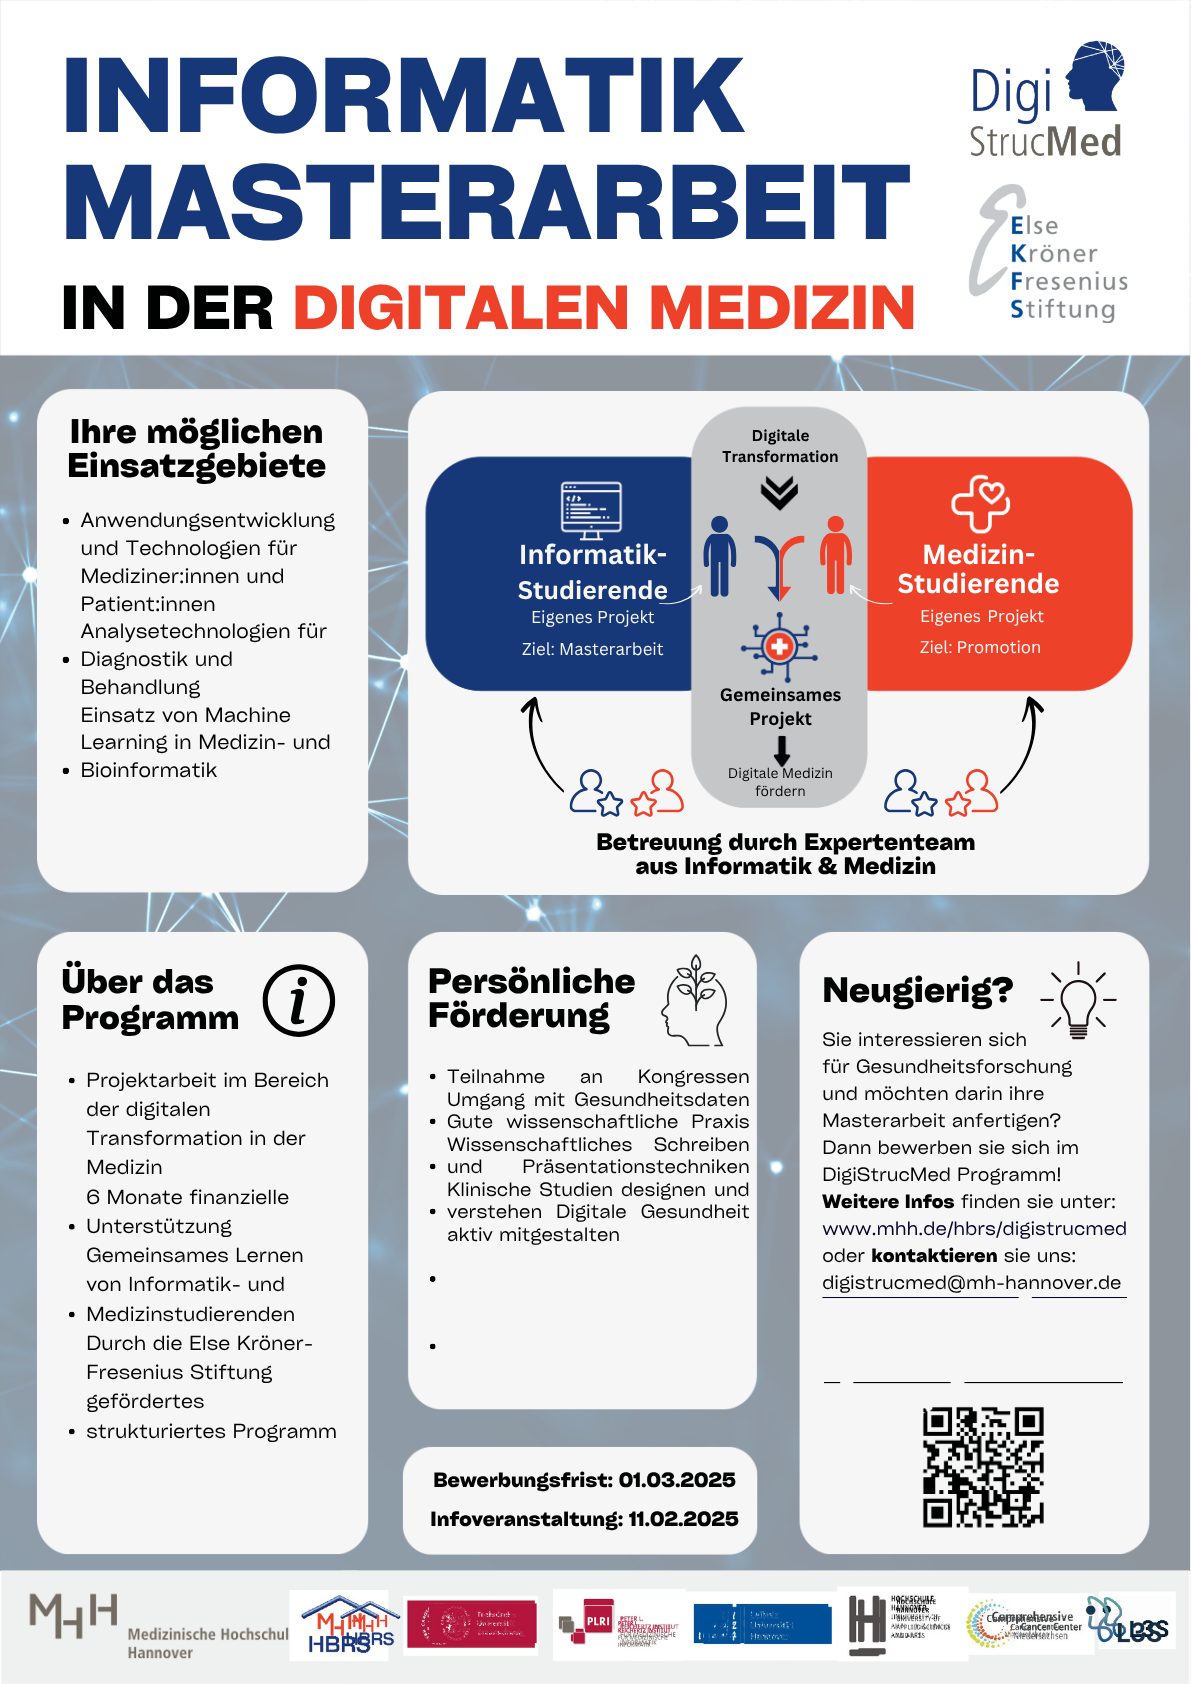 INFORMATIK
MASTERARBEIT
IN DER DIGITALEN MEDIZIN
Digi
StrucMed
Else
Kröner
Fresenius
Stiftung
Ihre möglichen
Einsatzgebiete
• Anwendungsentwicklung
und Technologien für
Mediziner:innen und
Patient:innen
Analysetechnologien für
• Diagnostik und
Behandlung
Einsatz von Machine
Learning in Medizin- und
• Bioinformatik
Digitale
Transformation
Informatik-
Studierende
Eigenes Projekt
Ziel: Masterarbeit
Medizin-
Studierende
Eigenes Projekt
Ziel: Promotion
Gemeinsames
Projekt
Digitale Medizin
fördern
Betreuung durch Expertenteam
aus Informatik & Medizin
Über das
Programm
i
• Projektarbeit im Bereich
der digitalen
Transformation in der
Medizin
6 Monate finanzielle
• Unterstützung
Gemeinsames Lernen
von Informatik- und
• Medizinstudierenden
Durch die Else Kröner-
Fresenius Stiftung
gefördertes
• strukturiertes Programm
Persönliche
Förderung
• Teilnahme an Kongressen
Umgang mit Gesundheitsdaten
• Gute wissenschaftliche Praxis
Wissenschaftliches Schreiben
• und Präsentationstechniken
Klinische Studien designen und
• verstehen Digitale Gesundheit
aktiv mitgestalten
Bewerbungsfrist: 01.03.2025
Infoveranstaltung: 11.02.2025
Neugierig?
Sie interessieren sich
für Gesundheitsforschung
und möchten darin ihre
Masterarbeit anfertigen?
Dann bewerben sie sich im
DigiStrucMed Programm!
Weitere Infos finden sie unter:
www.mhh.de/hbrs/digistrucmed
oder kontaktieren sie uns:
digistrucmed@mh-hannover.de
MHH
Medizinische Hochschul
Hannover
HBRS
PLRI
HOCHSCHULE
HANNOVER
Comprehensive
Cancer Center
Niedersachsen
L3S